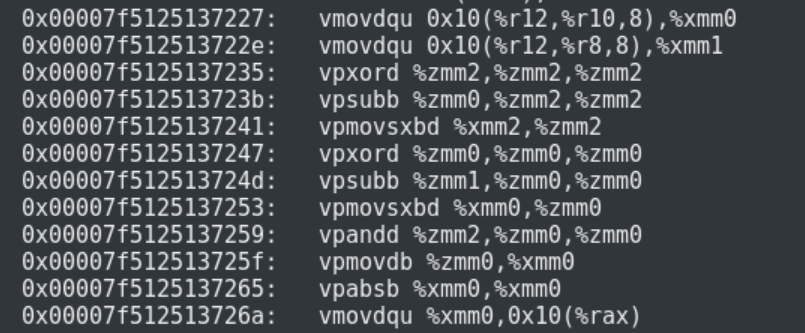 0x00007f5125137227: vmovdqu 0x10(%r12,%r10,8),%xmm0
0x00007f512513722e: vmovdqu 0x10(%r12,%r8,8),%xmm1
0x00007f5125137235: vpxord %zmm2,%zmm2,%zmm2
0x00007f512513723b: vpsubb %zmm0,%zmm2,%zmm2
0x00007f5125137241: vpmovsxbd %xmm2,%zmm2
0x00007f5125137247: vpxord %zmm0,%zmm0,%zmm0
0x00007f512513724d: vpsubb %zmm1,%zmm0,%zmm0
0x00007f5125137253: vpmovsxbd %xmm0,%zmm0
0x00007f5125137259: vpandd %zmm2,%zmm0,%zmm0
0x00007f512513725f: vpmovdb %zmm0,%xmm0
0x00007f5125137265: vpabsb %xmm0,%xmm0
0x00007f512513726a: vmovdqu %xmm0,0x10(%rax)